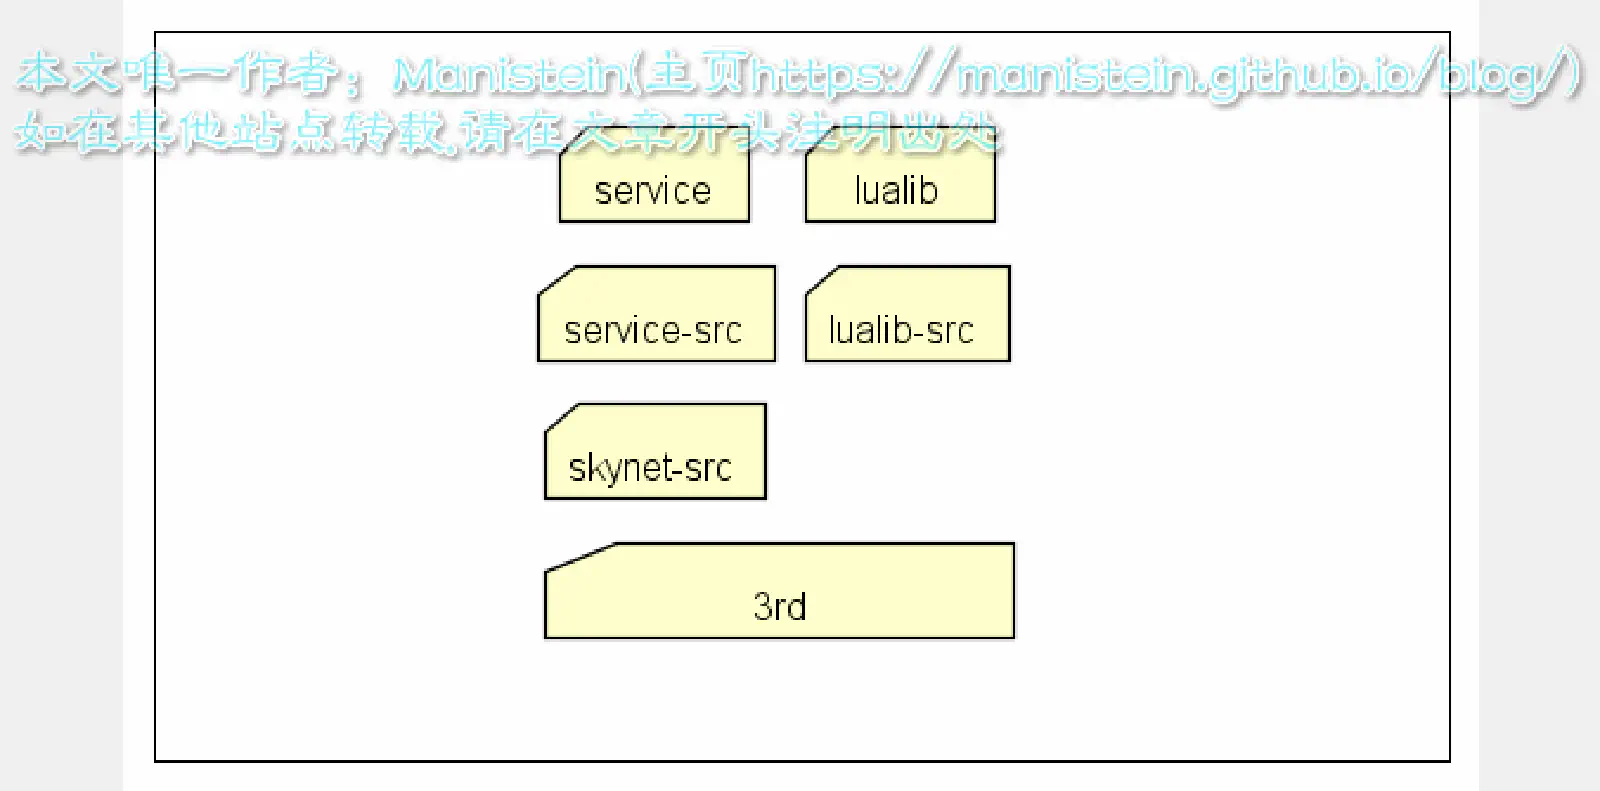 本文唯一作者：Manistein(主页https://manistein.github.io/blog/)
如在其他站点转载,请在文章开头注明出处
service lualib
service-src lualib-src
skynet-src
3rd